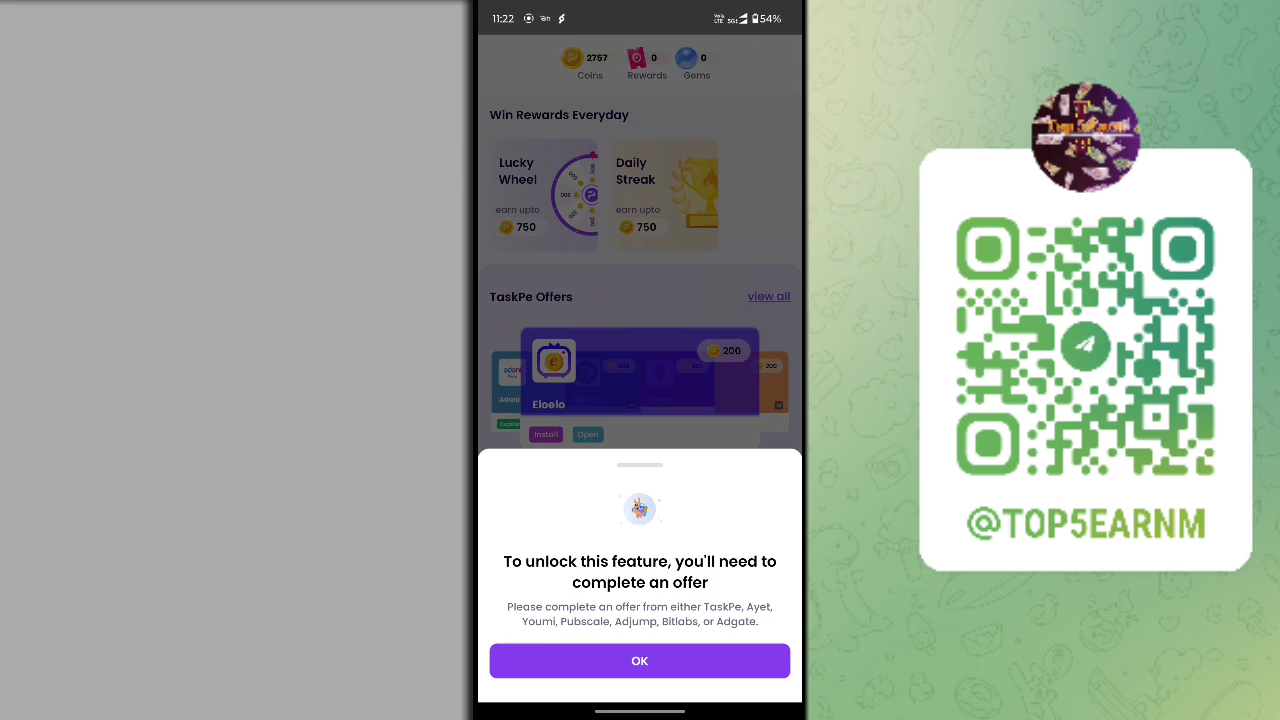 11:22
54%
2757
0
0
Coins
Rewards
Gems
Win Rewards Everyday
Lucky
Wheel
earn upto
750
Daily
Streak
earn upto
750
TaskPe Offers
view all
200
200
Eloelo
Install
Open
To unlock this feature, you'll need to
complete an offer
Please complete an offer from either TaskPe, Ayet,
Youmi, Pubscale, Adjump, Bitlabs, or Adgate.
OK
@TOP5EARNM